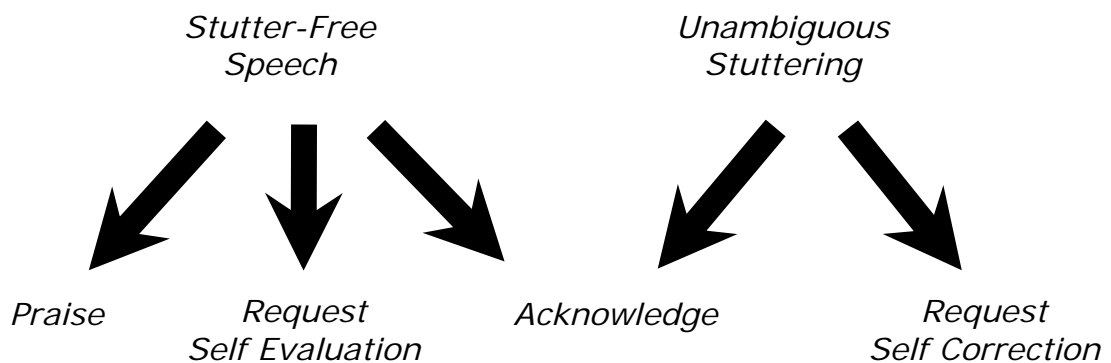 Stutter-Free
Speech
Unambiguous
Stuttering
Praise
Request
Self Evaluation
Acknowledge
Request
Self Correction